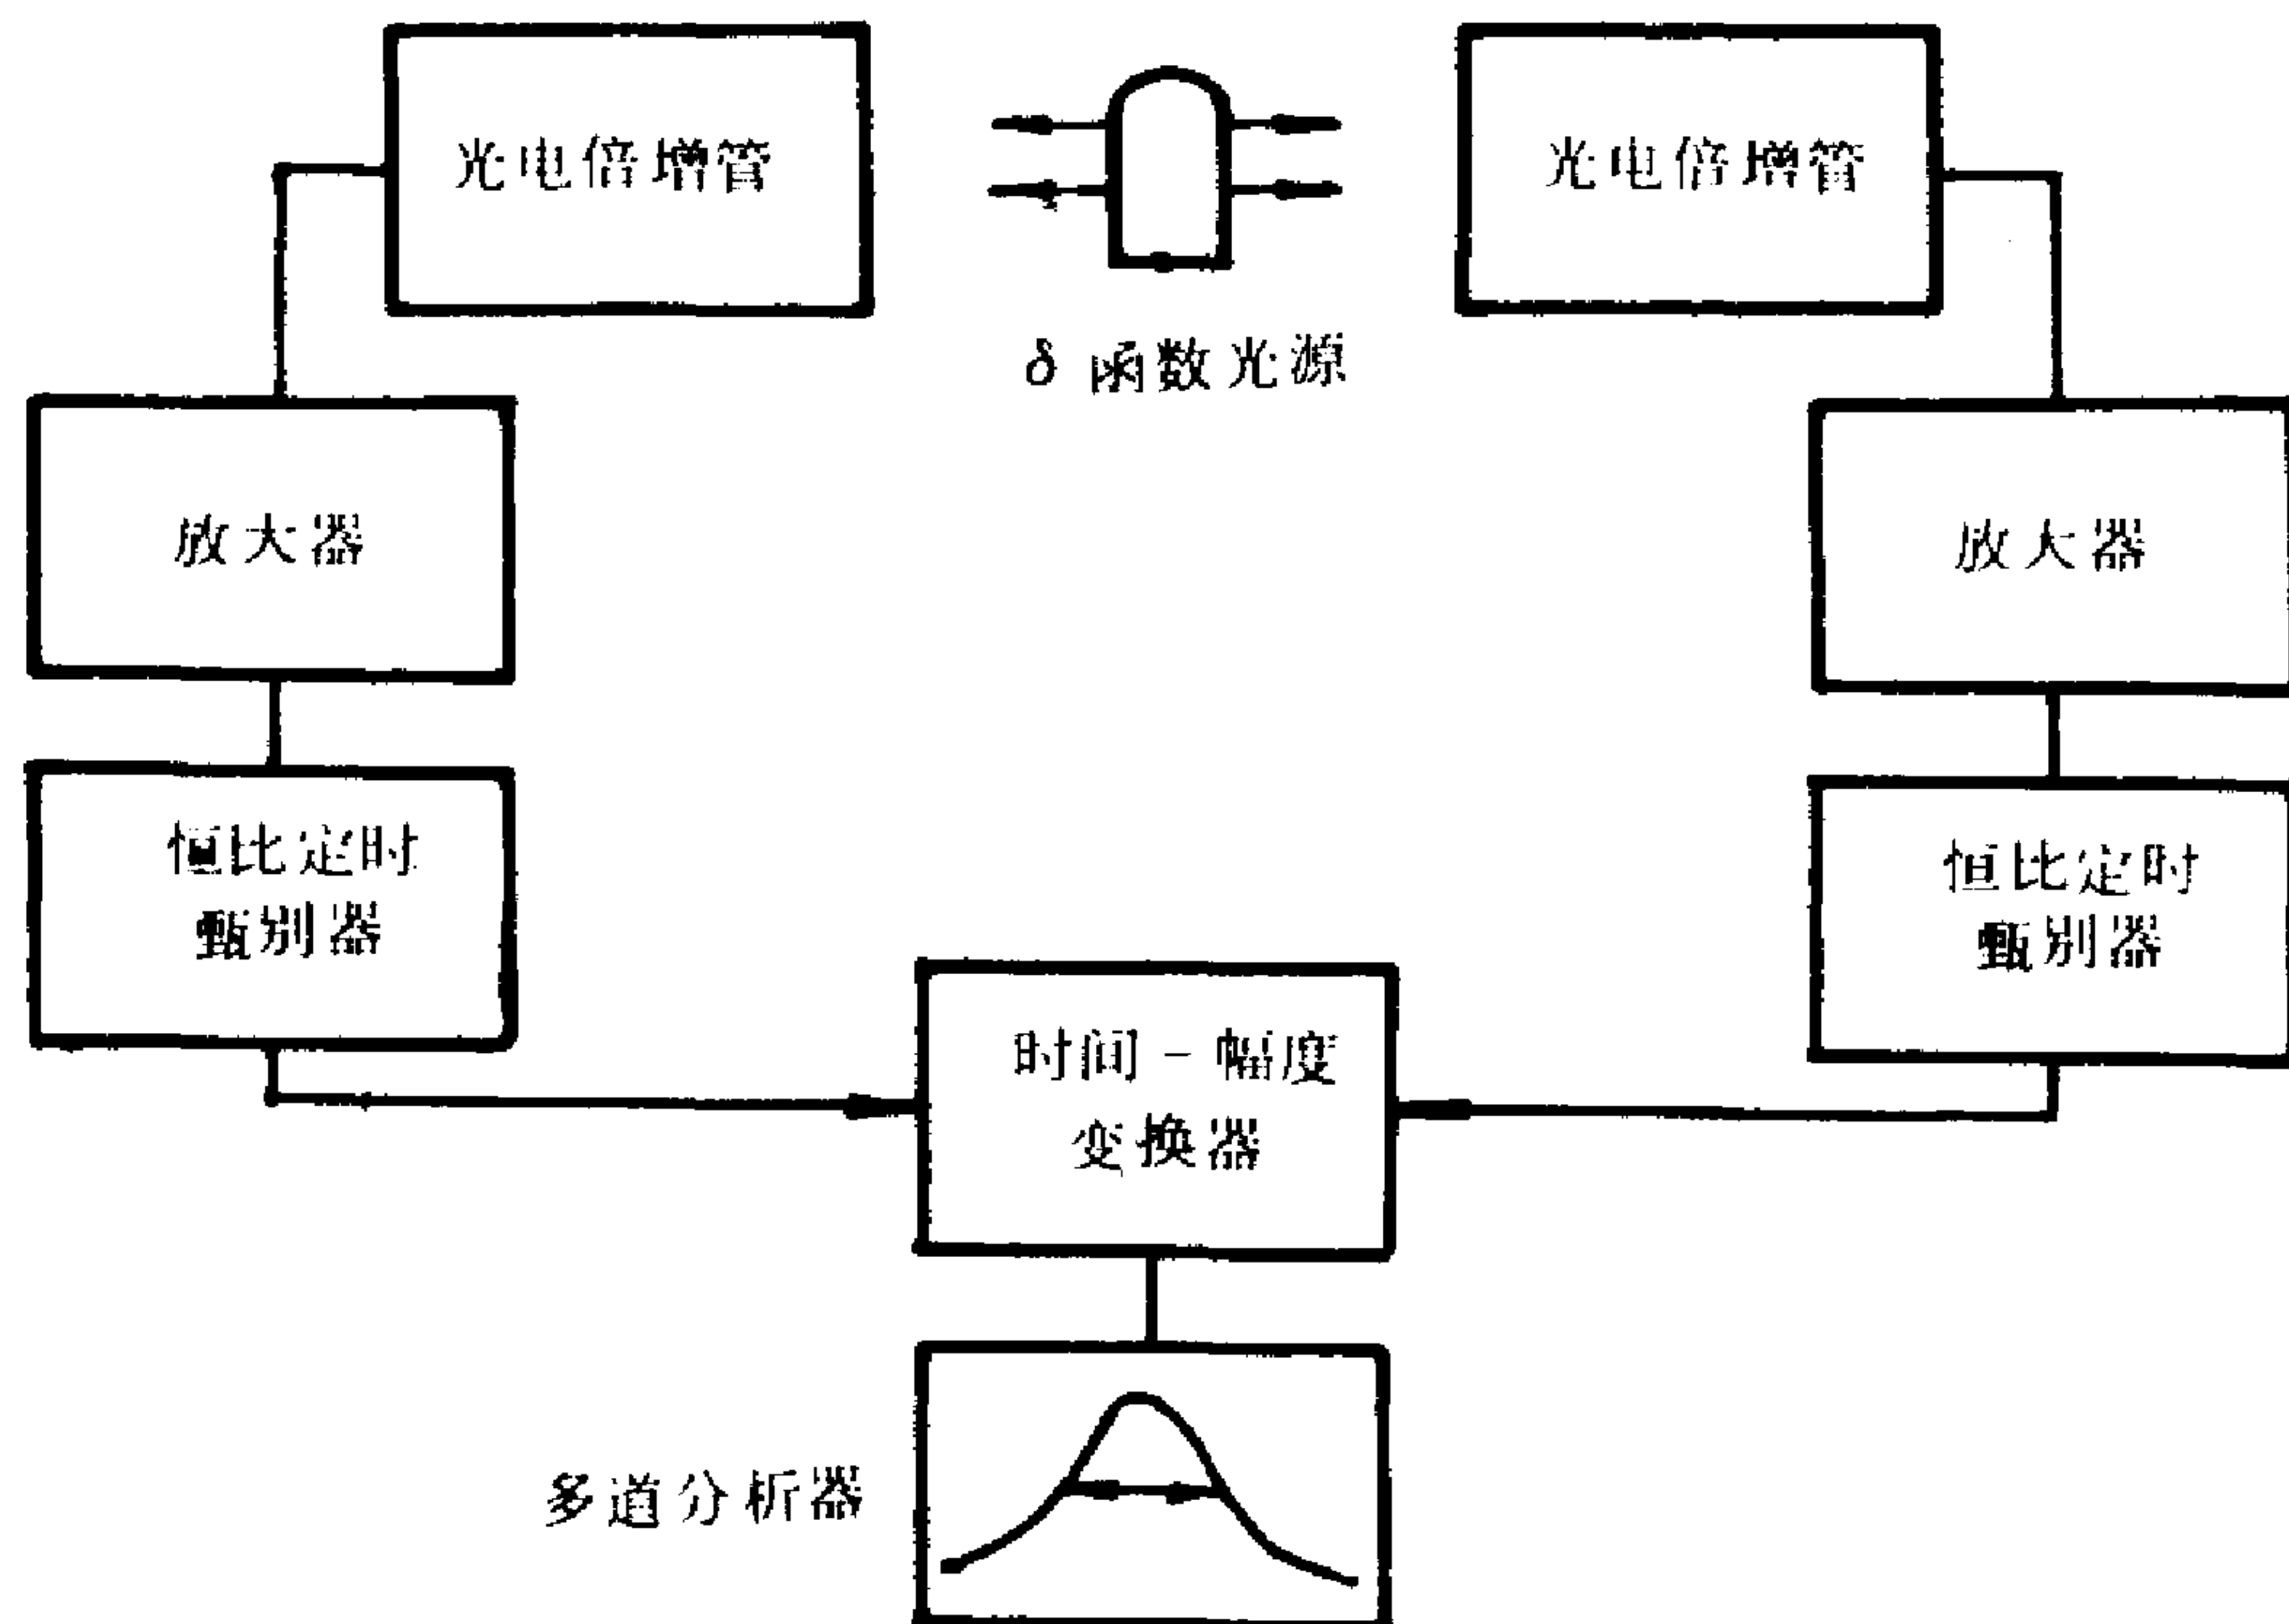 光电倍增管
光电倍增管
δ 函数光源
放大器
放大器
恒比定时
甄别器
恒比定时
甄别器
时间 – 幅度
变换器
多道分析器